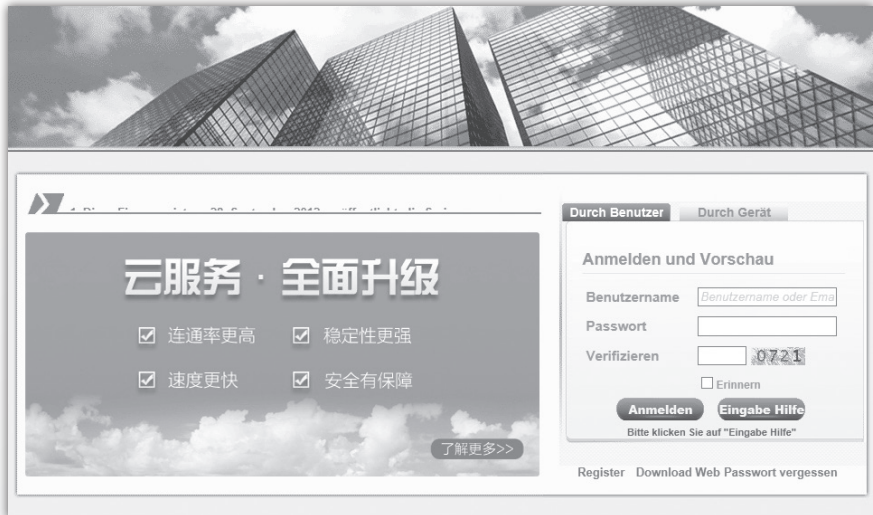 Durch Benutzer Durch Gerät
云服务·全面升级
连通率更高 稳定性更强
速度更快 安全有保障
了解更多>>
Anmelden und Vorschau
Benutzername Benutzername oder Ema
Passwort
Verifizieren 0721
Erinnern
Anmelden Eingabe Hilfe
Bitte klicken Sie auf "Eingabe Hilfe"
Register Download Web Passwort vergessen